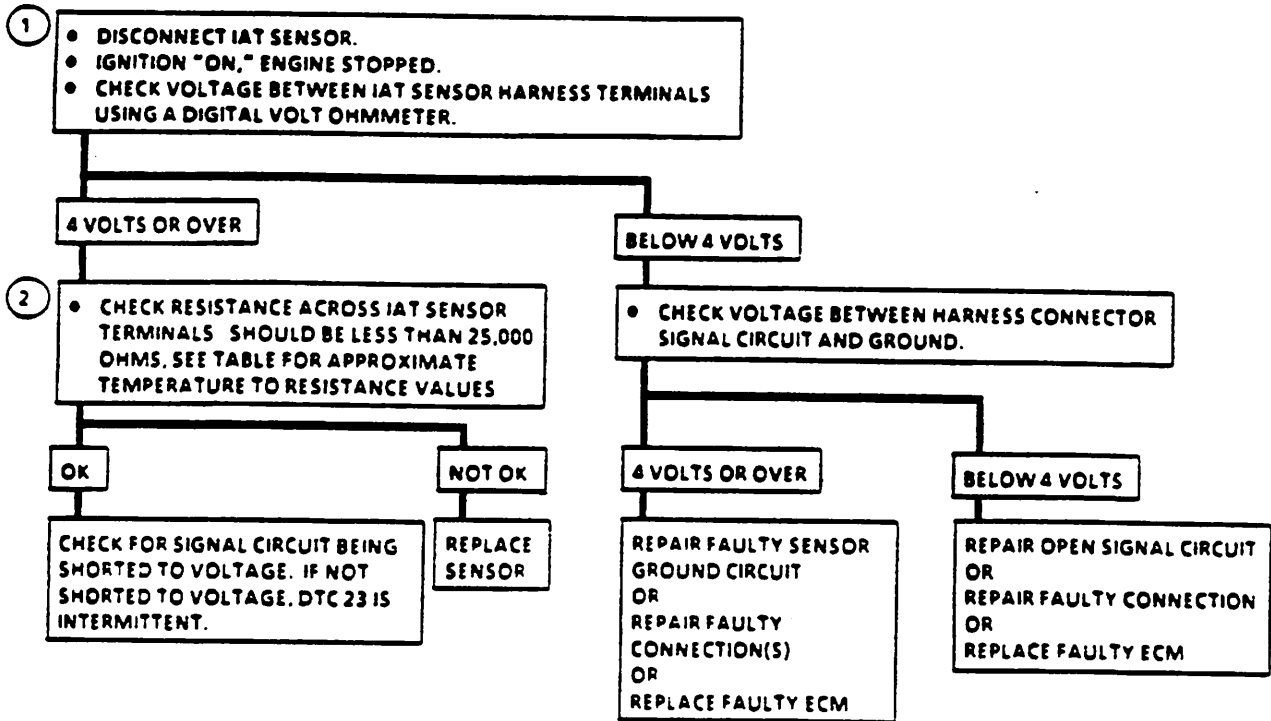 1
• DISCONNECT IAT SENSOR.
• IGNITION "ON," ENGINE STOPPED.
• CHECK VOLTAGE BETWEEN IAT SENSOR HARNESS TERMINALS
USING A DIGITAL VOLT OHMMETER.
4 VOLTS OR OVER
BELOW 4 VOLTS
2
• CHECK RESISTANCE ACROSS IAT SENSOR
TERMINALS SHOULD BE LESS THAN 25,000
OHMS, SEE TABLE FOR APPROXIMATE
TEMPERATURE TO RESISTANCE VALUES
• CHECK VOLTAGE BETWEEN HARNESS CONNECTOR
SIGNAL CIRCUIT AND GROUND.
OK
NOT OK
4 VOLTS OR OVER
BELOW 4 VOLTS
CHECK FOR SIGNAL CIRCUIT BEING
SHORTED TO VOLTAGE. IF NOT
SHORTED TO VOLTAGE, DTC 23 IS
INTERMITTENT.
REPLACE
SENSOR
REPAIR FAULTY SENSOR
GROUND CIRCUIT
OR
REPAIR FAULTY
CONNECTION(S)
OR
REPLACE FAULTY ECM
REPAIR OPEN SIGNAL CIRCUIT
OR
REPAIR FAULTY CONNECTION
OR
REPLACE FAULTY ECM